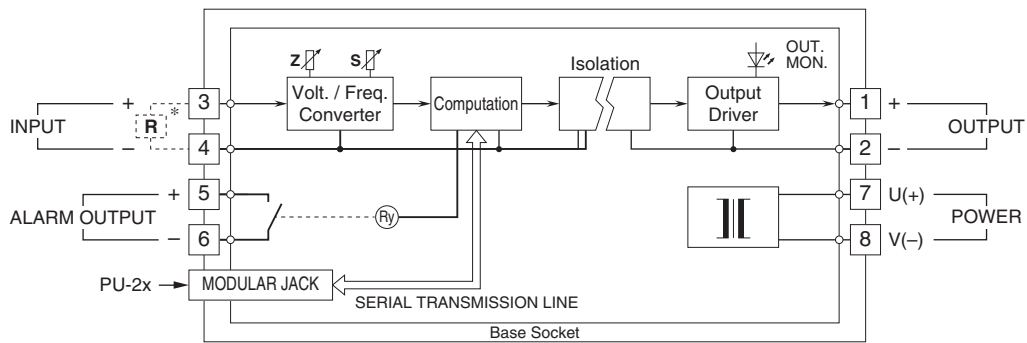 Z
S
OUT.
MON.
Isolation
Volt. / Freq.
Converter
Computation
Output
Driver
INPUT
+
R
*
3
−
4
1
+
2
−
OUTPUT
ALARM OUTPUT
+
5
−
6
Ry
7
U(+)
8
V(−)
POWER
PU-2x
MODULAR JACK
SERIAL TRANSMISSION LINE
Base Socket